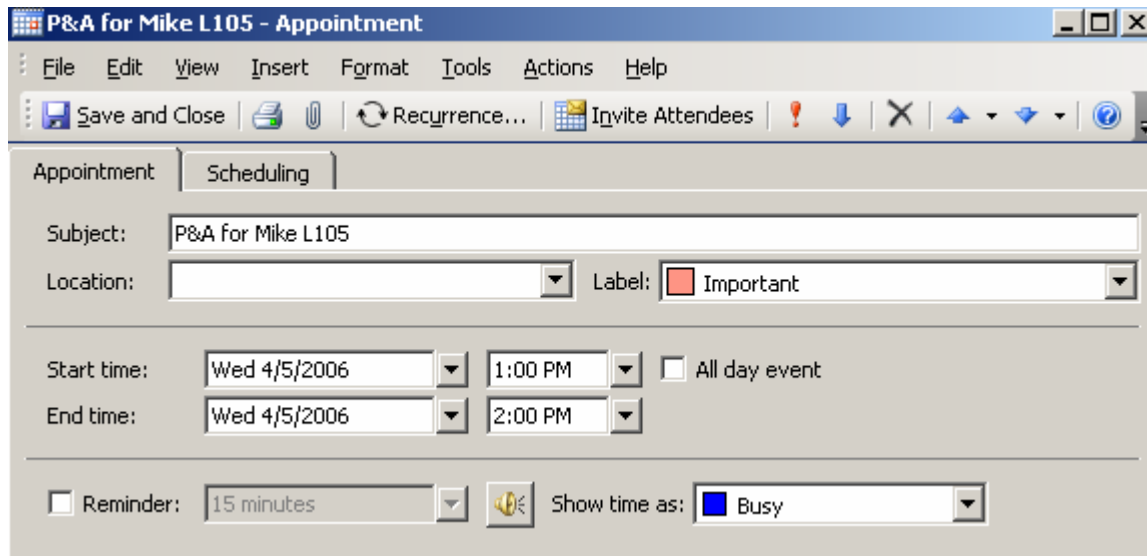 P&A for Mike L105 - Appointment
File Edit View Insert Format Tools Actions Help
Save and Close Recurrence... Invite Attendees
Appointment Scheduling
Subject: P&A for Mike L105
Location: Label: Important
Start time: Wed 4/5/2006 1:00 PM All day event
End time: Wed 4/5/2006 2:00 PM
Reminder: 15 minutes Show time as: Busy